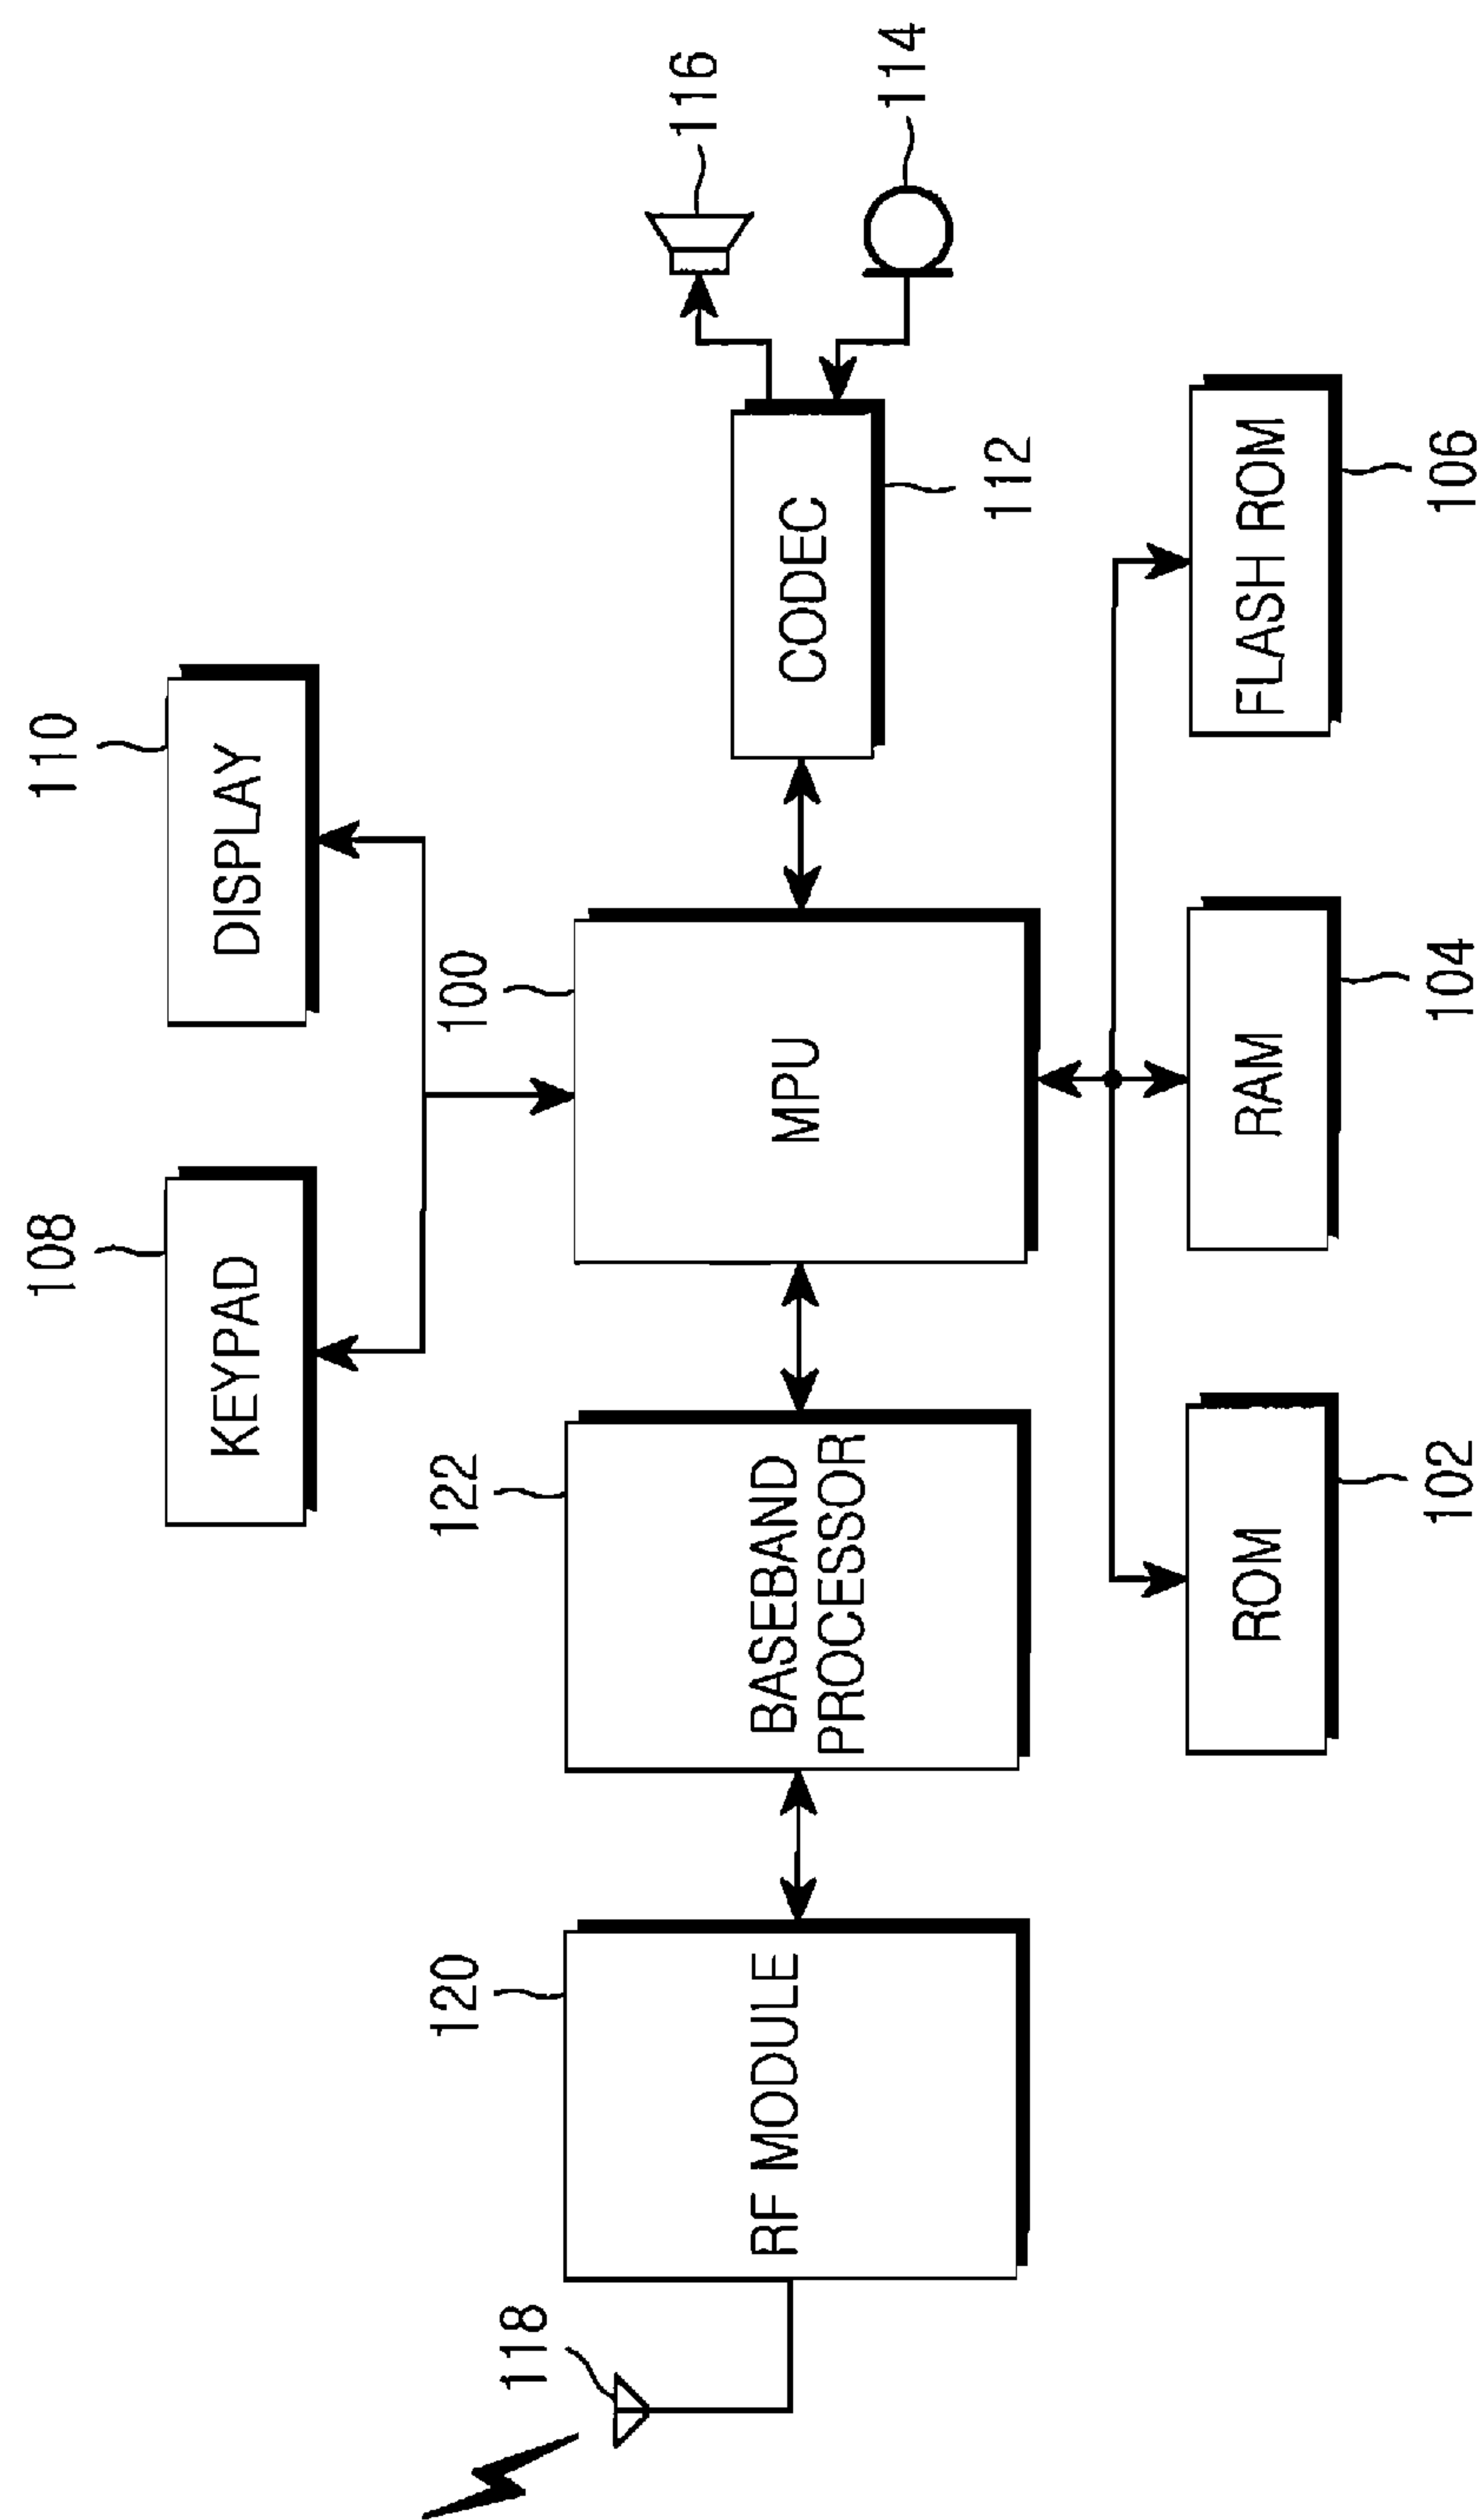 108
110
KEYPAD
DISPLAY
118
120
122
100
116
RF MODULE
BASEBAND
PROCESSOR
MPU
CODEC
114
112
ROM
RAM
FLASH ROM
102
104
106